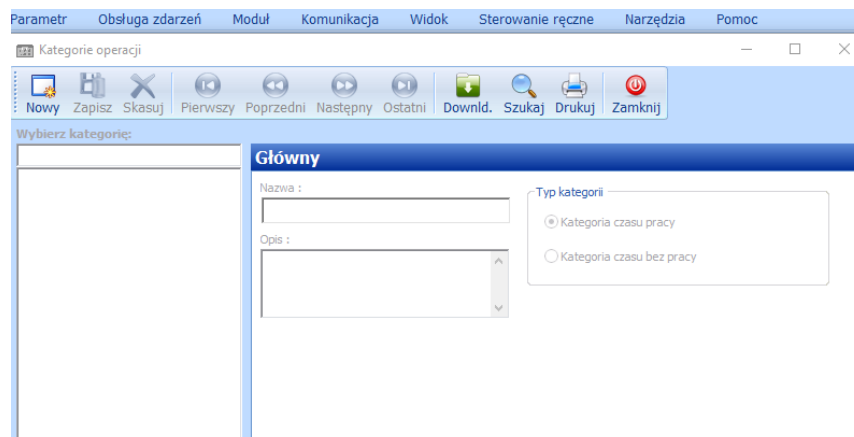 Parametr Obsługa zdarzeń Moduł Komunikacja Widok Sterowanie ręczne Narzędzia Pomoc
Kategorie operacji
Nowy Zapisz Skasuj Pierwszy Poprzedni Następny Ostatni Downld. Szukaj Drukuj Zamknij
Wybierz kategorię:
Główny
Nazwa :
Typ kategorii
Kategoria czasu pracy
Opis :
Kategoria czasu bez pracy